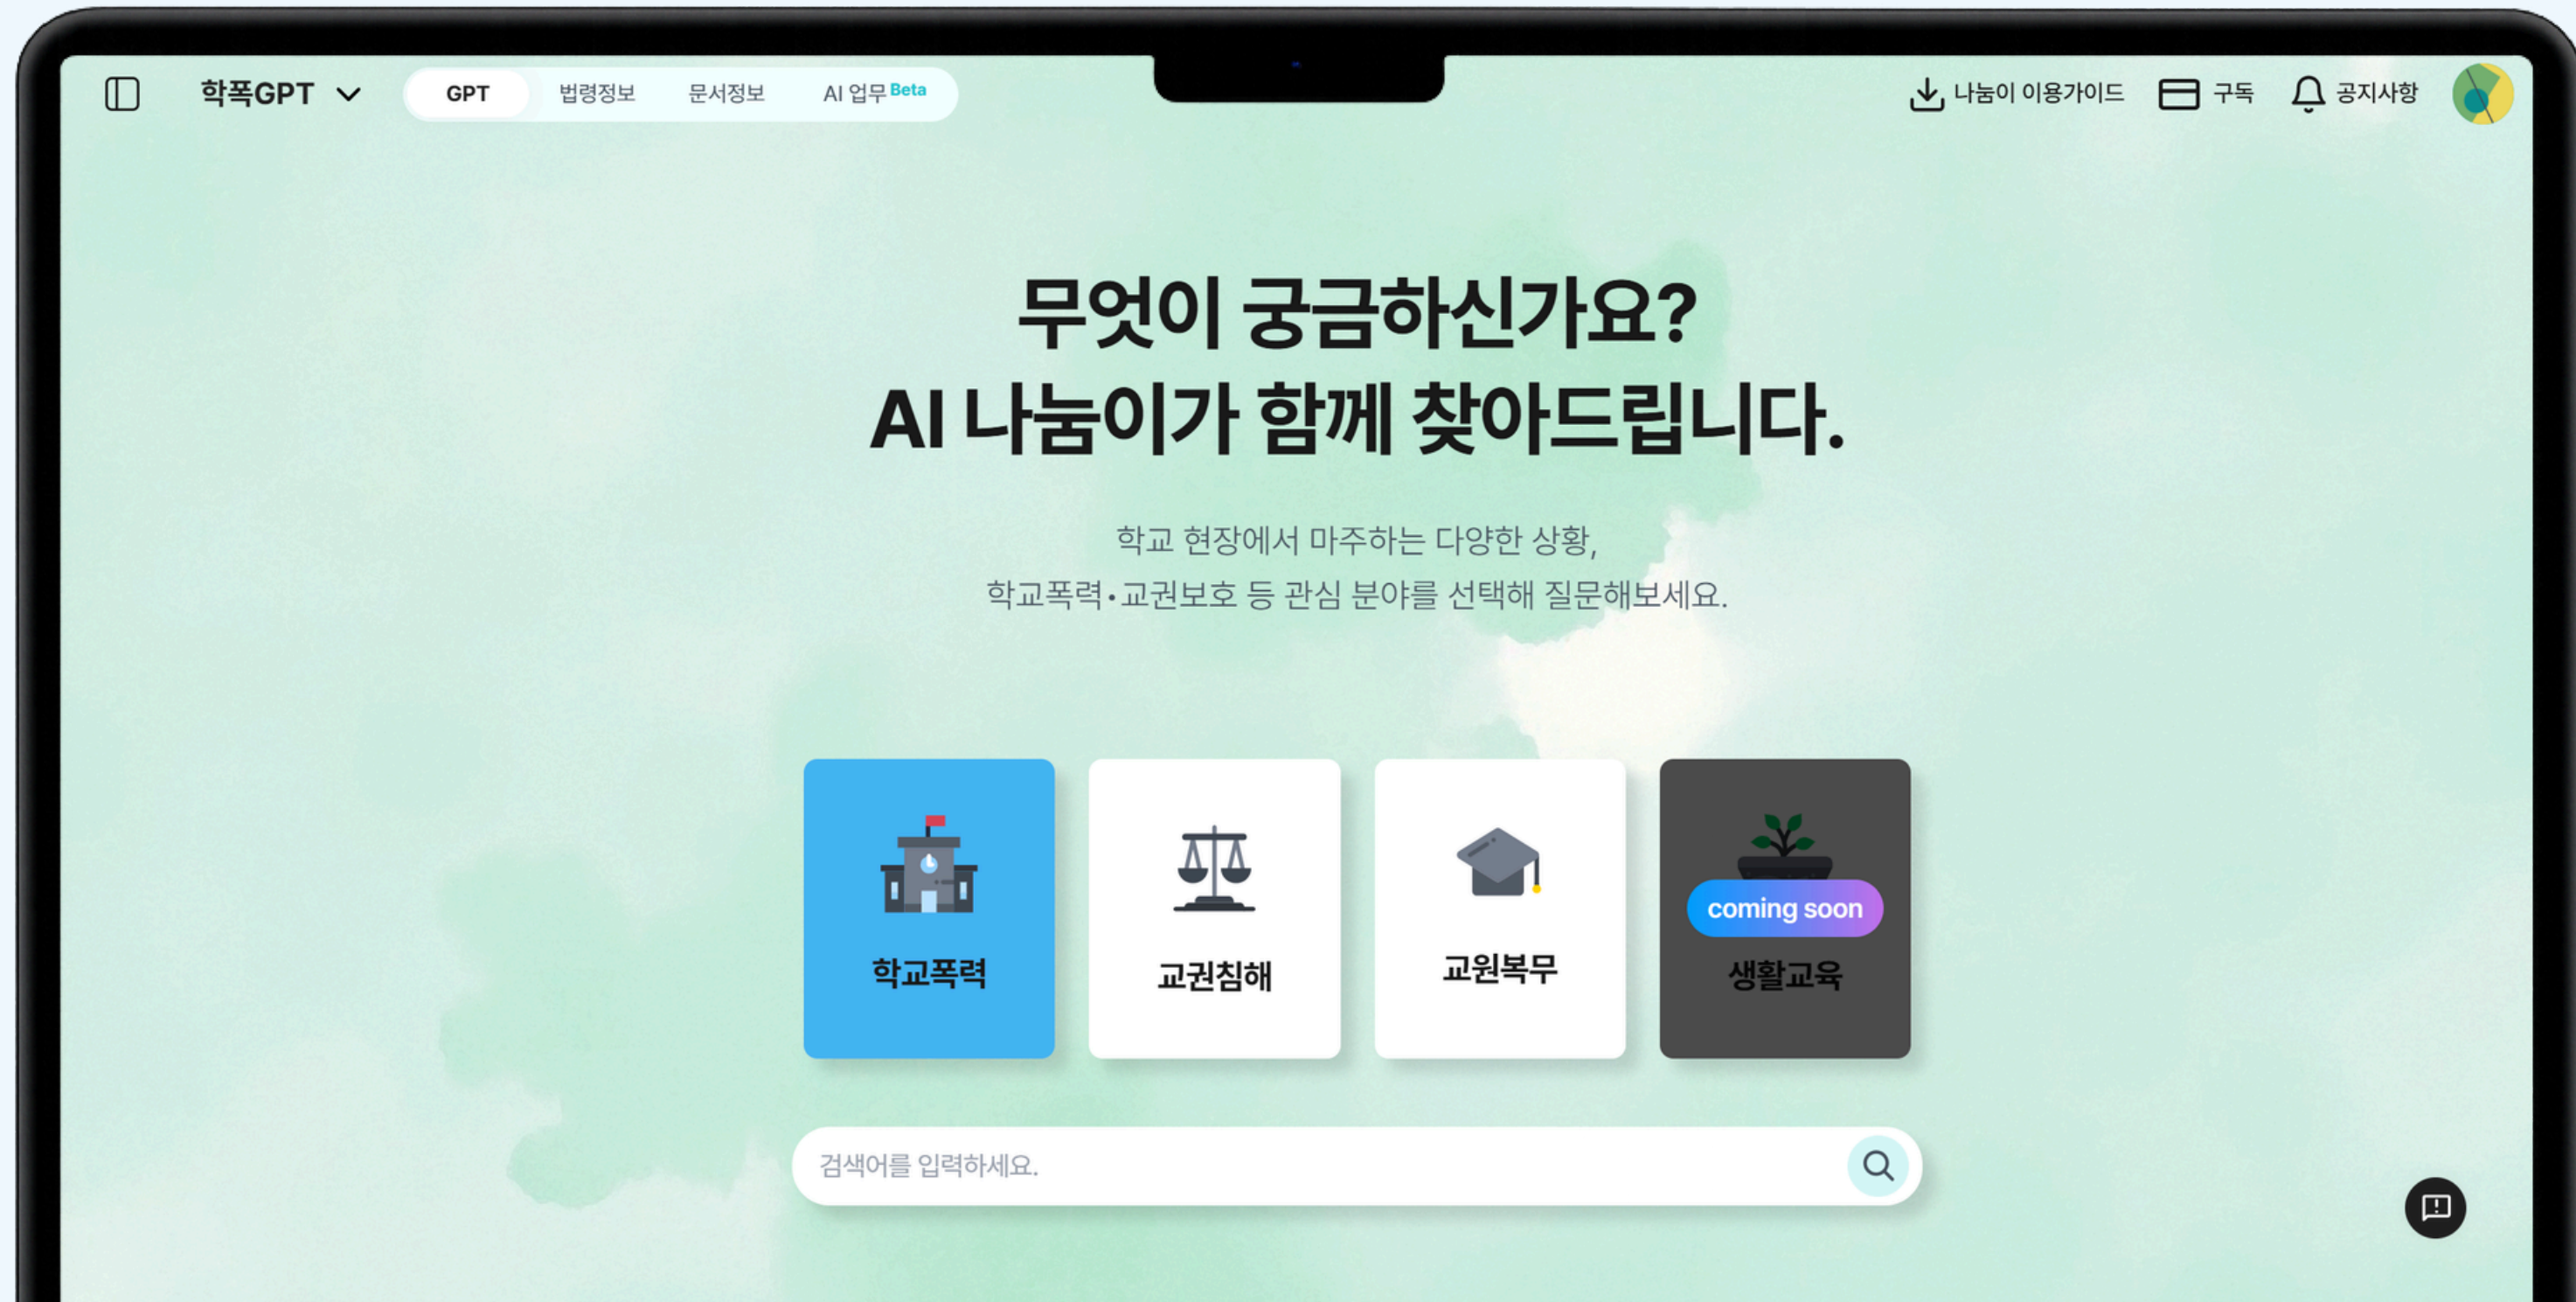 학폭GPT
GPT 법령정보 문서정보 AI 업무 Beta
나눔이 이용가이드 구독 공지사항
무엇이 궁금하신가요?
AI 나눔이가 함께 찾아드립니다.
학교 현장에서 마주하는 다양한 상황,
학교폭력•교권보호 등 관심 분야를 선택해 질문해보세요.
coming soon
학교폭력 교권침해 교원복무 생활교육
검색어를 입력하세요.